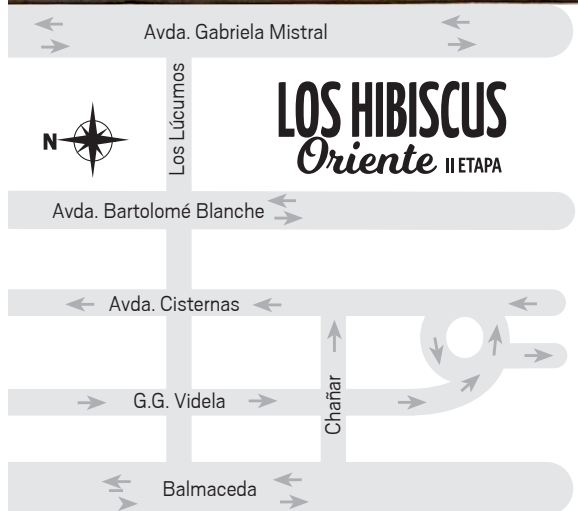 Avda. Gabriela Mistral
Los Lúcumos
LOS HIBISCUS
Oriente II ETAPA
N
Avda. Bartolomé Blanche
Avda. Cisternas
G.G. Videla
Chañar
Balmaceda